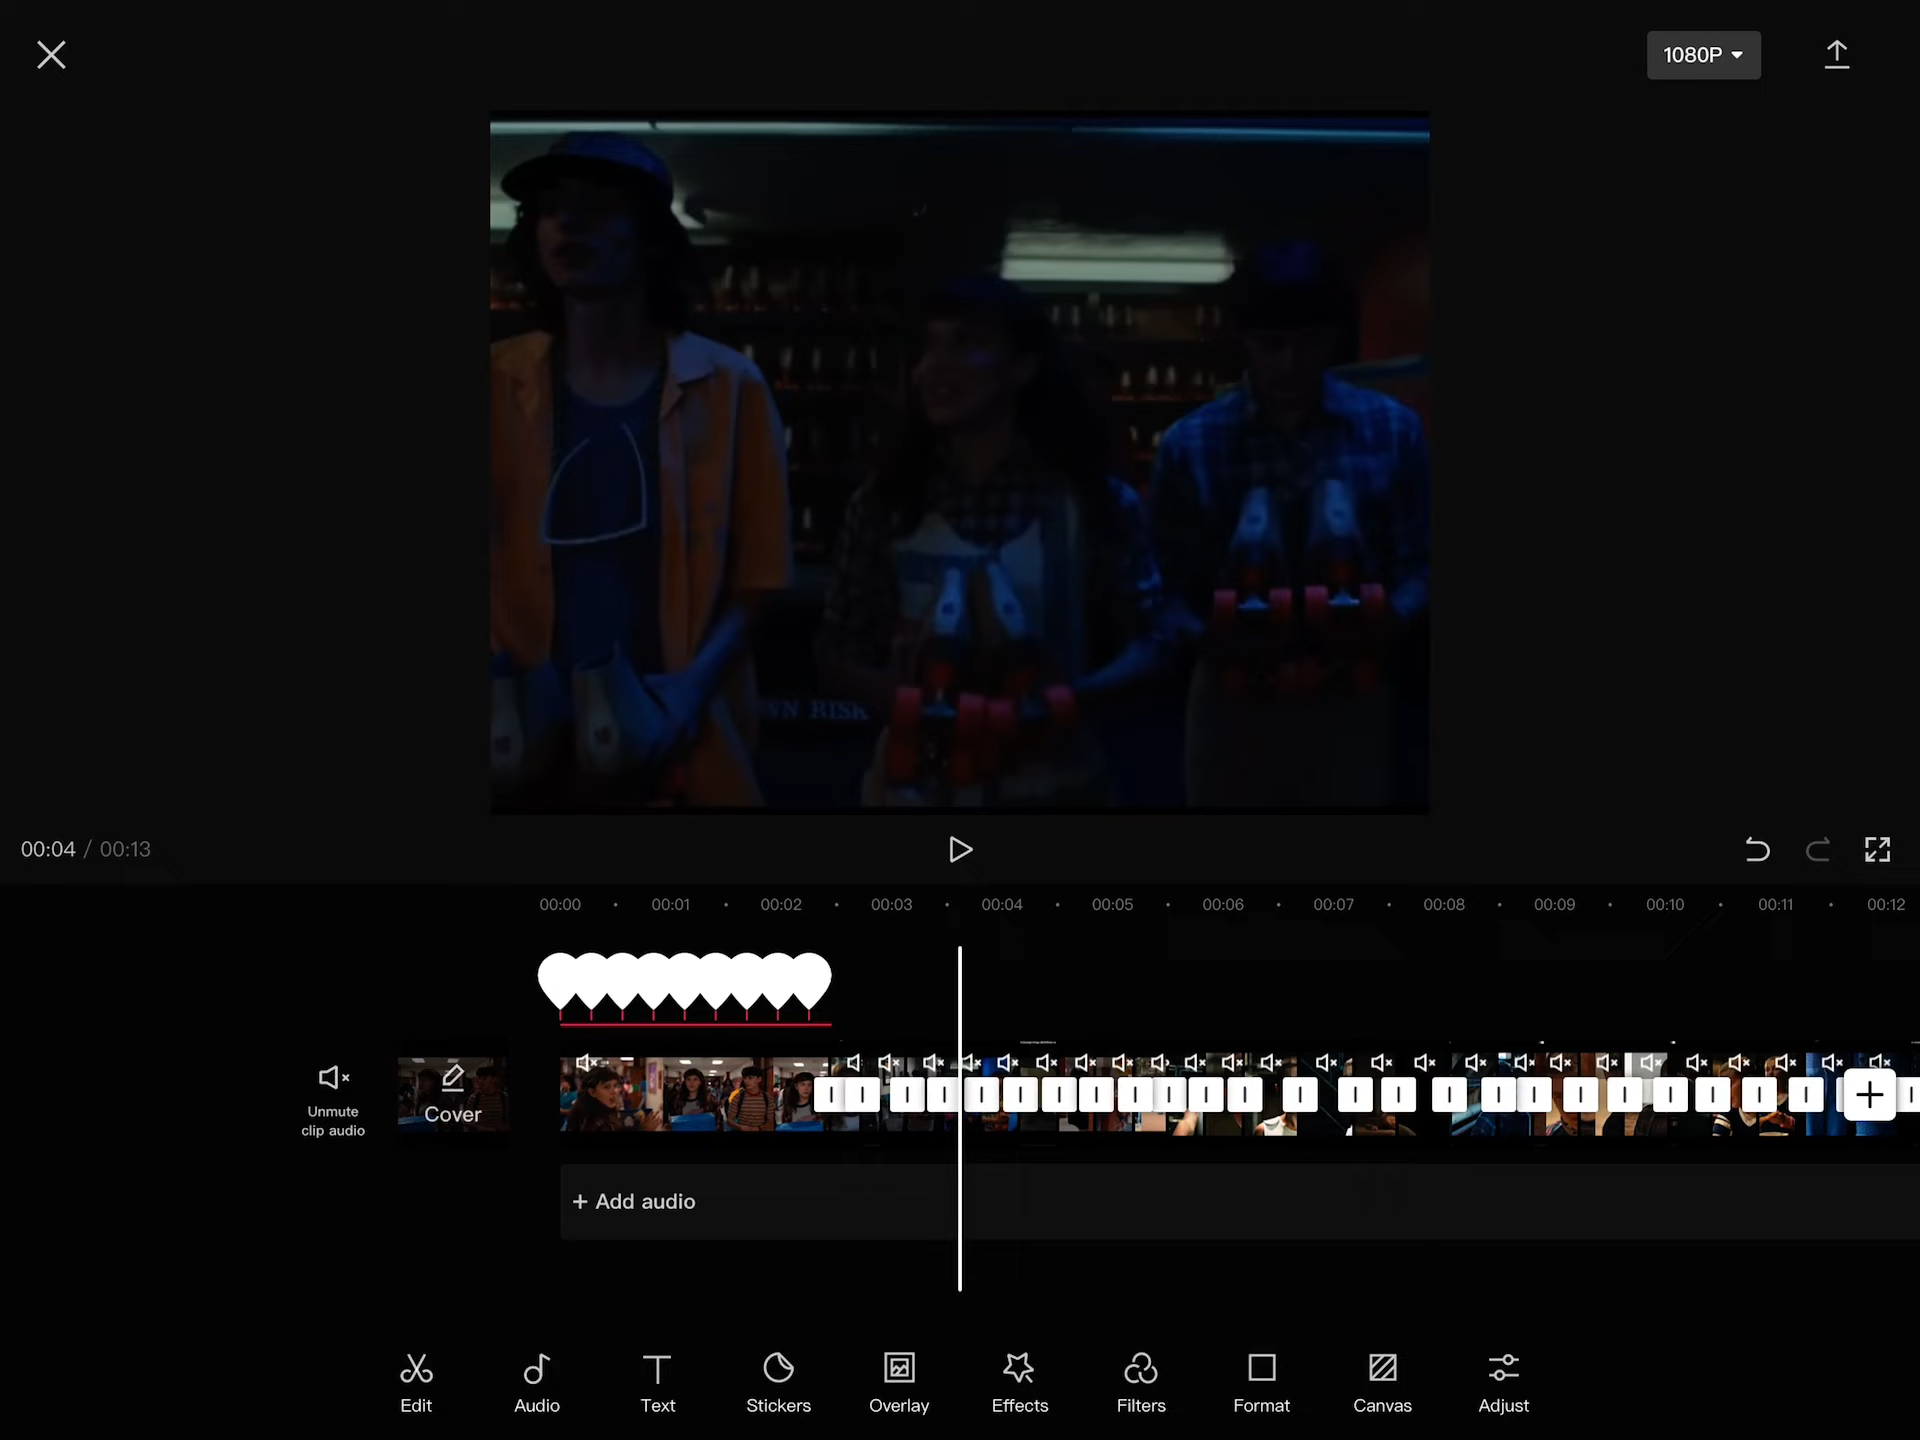 1080P
WN RISK
00:04 / 00:13
00:00 00:01 00:02 00:03 00:04 00:05 00:06 00:07 00:08 00:09 00:10 00:11 00:12
Unmute
clip audio
Cover
+ Add audio
Edit Audio Text Stickers Overlay Effects Filters Format Canvas Adjust